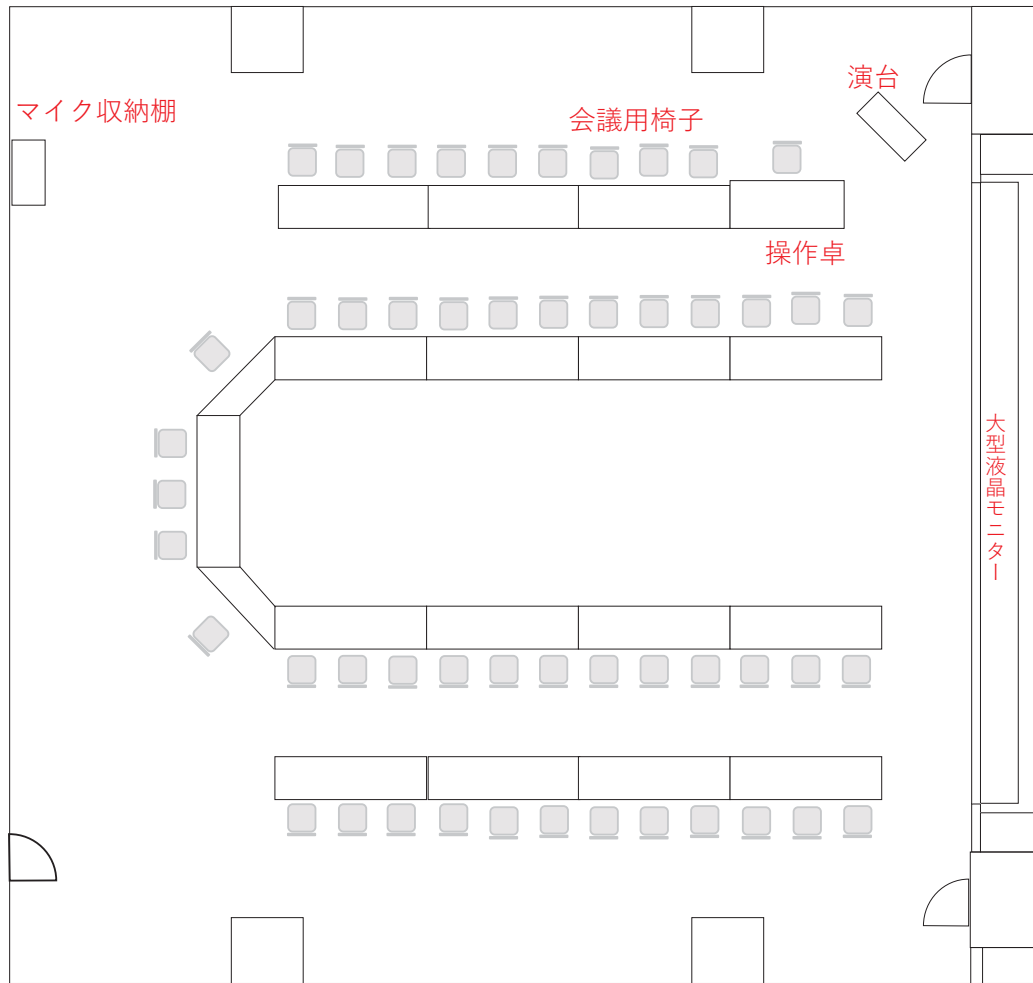 演台
マイク収納棚
会議用椅子
操作卓
大型液晶モニター